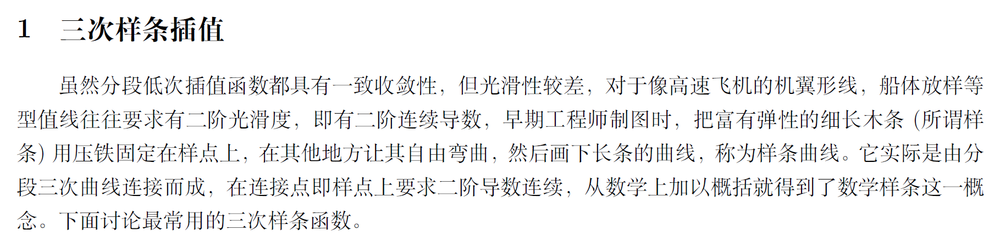 1 三次样条插值
虽然分段低次插值函数都具有一致收敛性，但光滑性较差，对于像高速飞机的机翼形线，船体放样等
型值线往往要求有二阶光滑度，即有二阶连续导数，早期工程师制图时，把富有弹性的细长木条 (所谓样
条) 用压铁固定在样点上，在其他地方让其自由弯曲，然后画下长条的曲线，称为样条曲线。它实际是由分
段三次曲线连接而成，在连接点即样点上要求二阶导数连续，从数学上加以概括就得到了数学样条这一概
念。下面讨论最常用的三次样条函数。